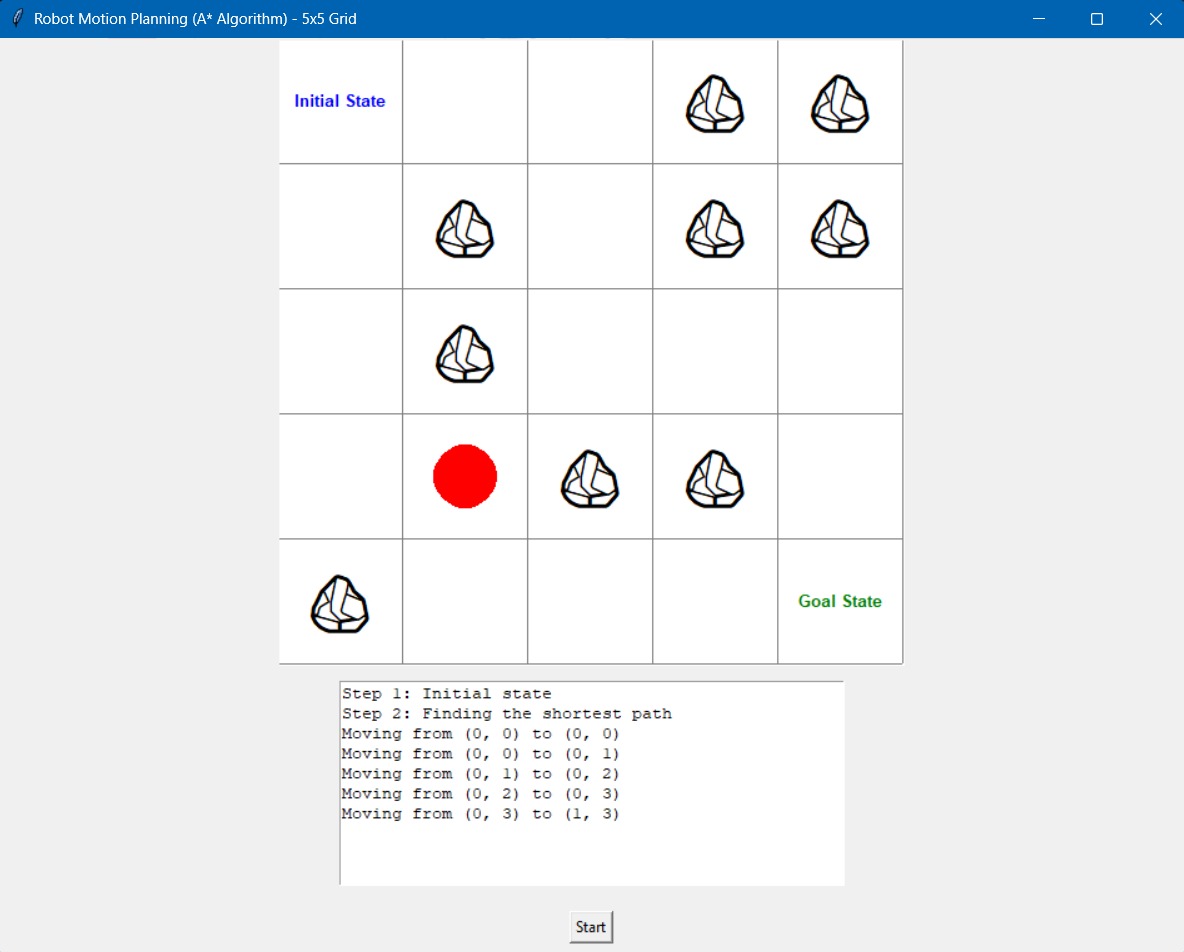 Robot Motion Planning (A* Algorithm) - 5x5 Grid
Initial State
Goal State
Step 1: Initial state
Step 2: Finding the shortest path
Moving from (0, 0) to (0, 0)
Moving from (0, 0) to (0, 1)
Moving from (0, 1) to (0, 2)
Moving from (0, 2) to (0, 3)
Moving from (0, 3) to (1, 3)
Start